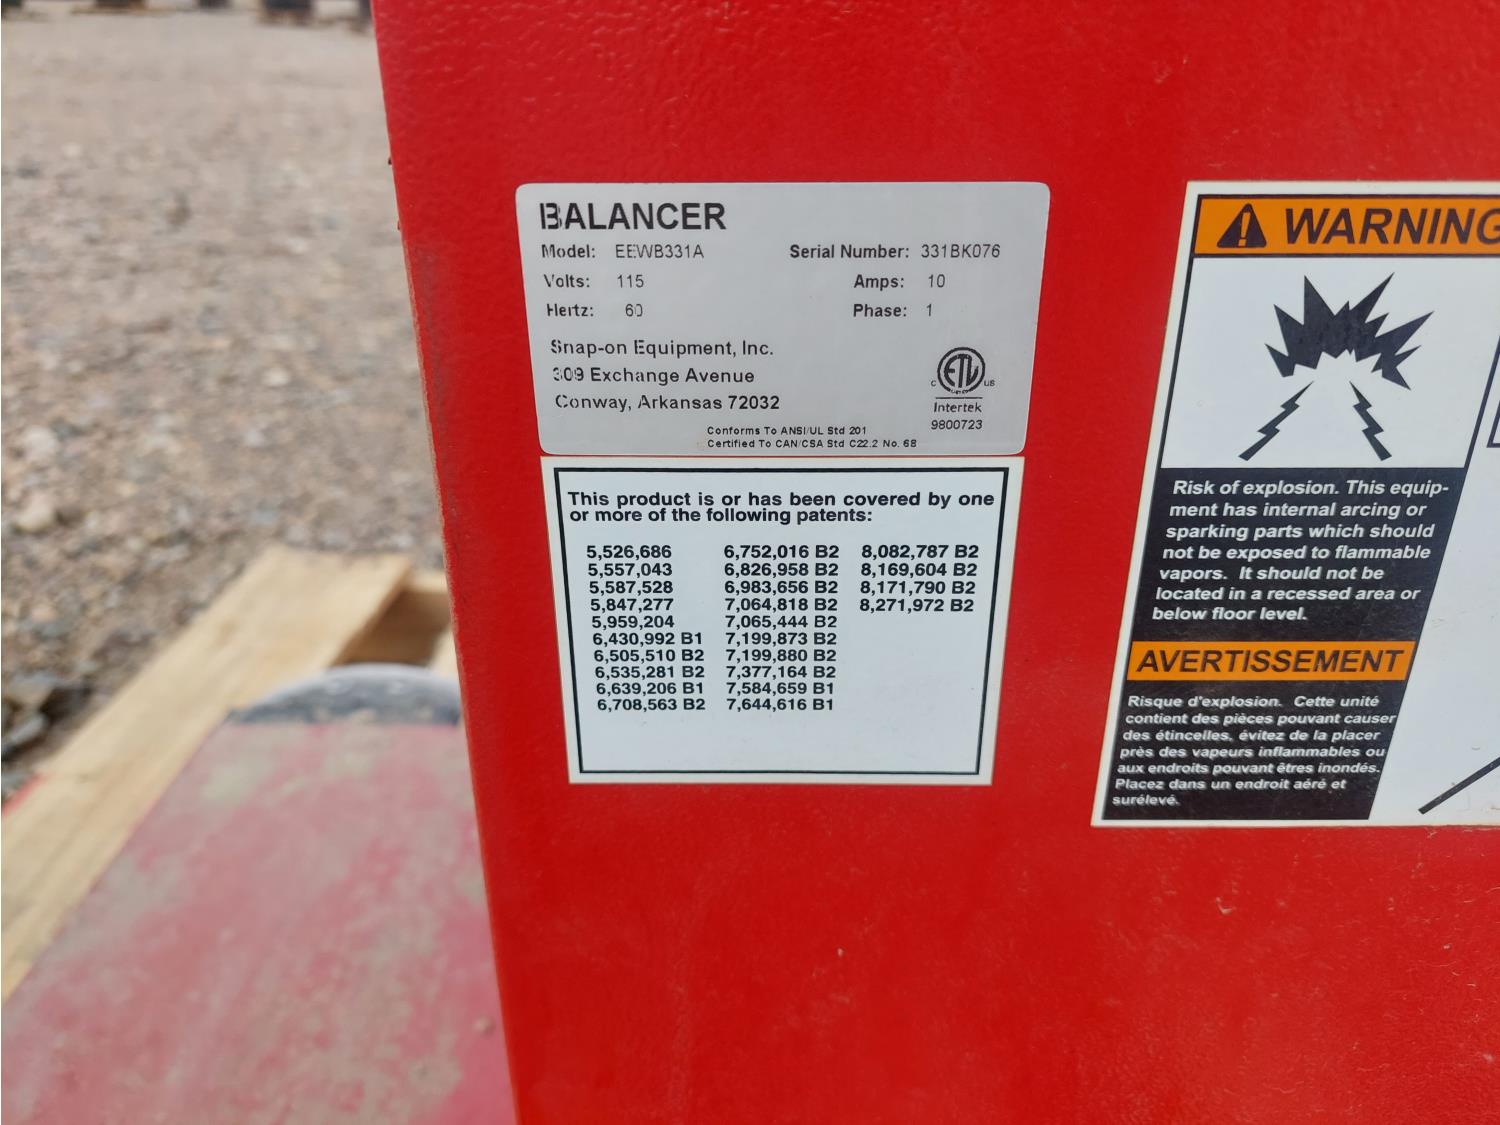 BALANCER
Model: EEWB331A Serial Number: 331BK076
Volts: 115 Amps: 10
Hertz: 60 Phase: 1
Snap-on Equipment, Inc.
309 Exchange Avenue
Conway, Arkansas 72032
C ETL US
Intertek
9800723
Conforms To ANSI/UL Std 201
Certified To CAN/CSA Std C22.2 No. 68
This product is or has been covered by one
or more of the following patents:
5,526,686 6,752,016 B2 8,082,787 B2
5,557,043 6,826,958 B2 8,169,604 B2
5,587,528 6,983,656 B2 8,171,790 B2
5,847,277 7,064,818 B2 8,271,972 B2
5,959,204 7,065,444 B2
6,430,992 B1 7,199,873 B2
6,505,510 B2 7,199,880 B2
6,535,281 B2 7,377,164 B2
6,639,206 B1 7,584,659 B1
6,708,563 B2 7,644,616 B1
WARNING
Risk of explosion. This equip-
ment has internal arcing or
sparking parts which should
not be exposed to flammable
vapors. It should not be
located in a recessed area or
below floor level.
AVERTISSEMENT
Risque d'explosion. Cette unité
contient des pièces pouvant causer
des étincelles, évitez de la placer
près des vapeurs inflammables ou
aux endroits pouvant êtres inondés.
Placez dans un endroit aéré et
surélevé.